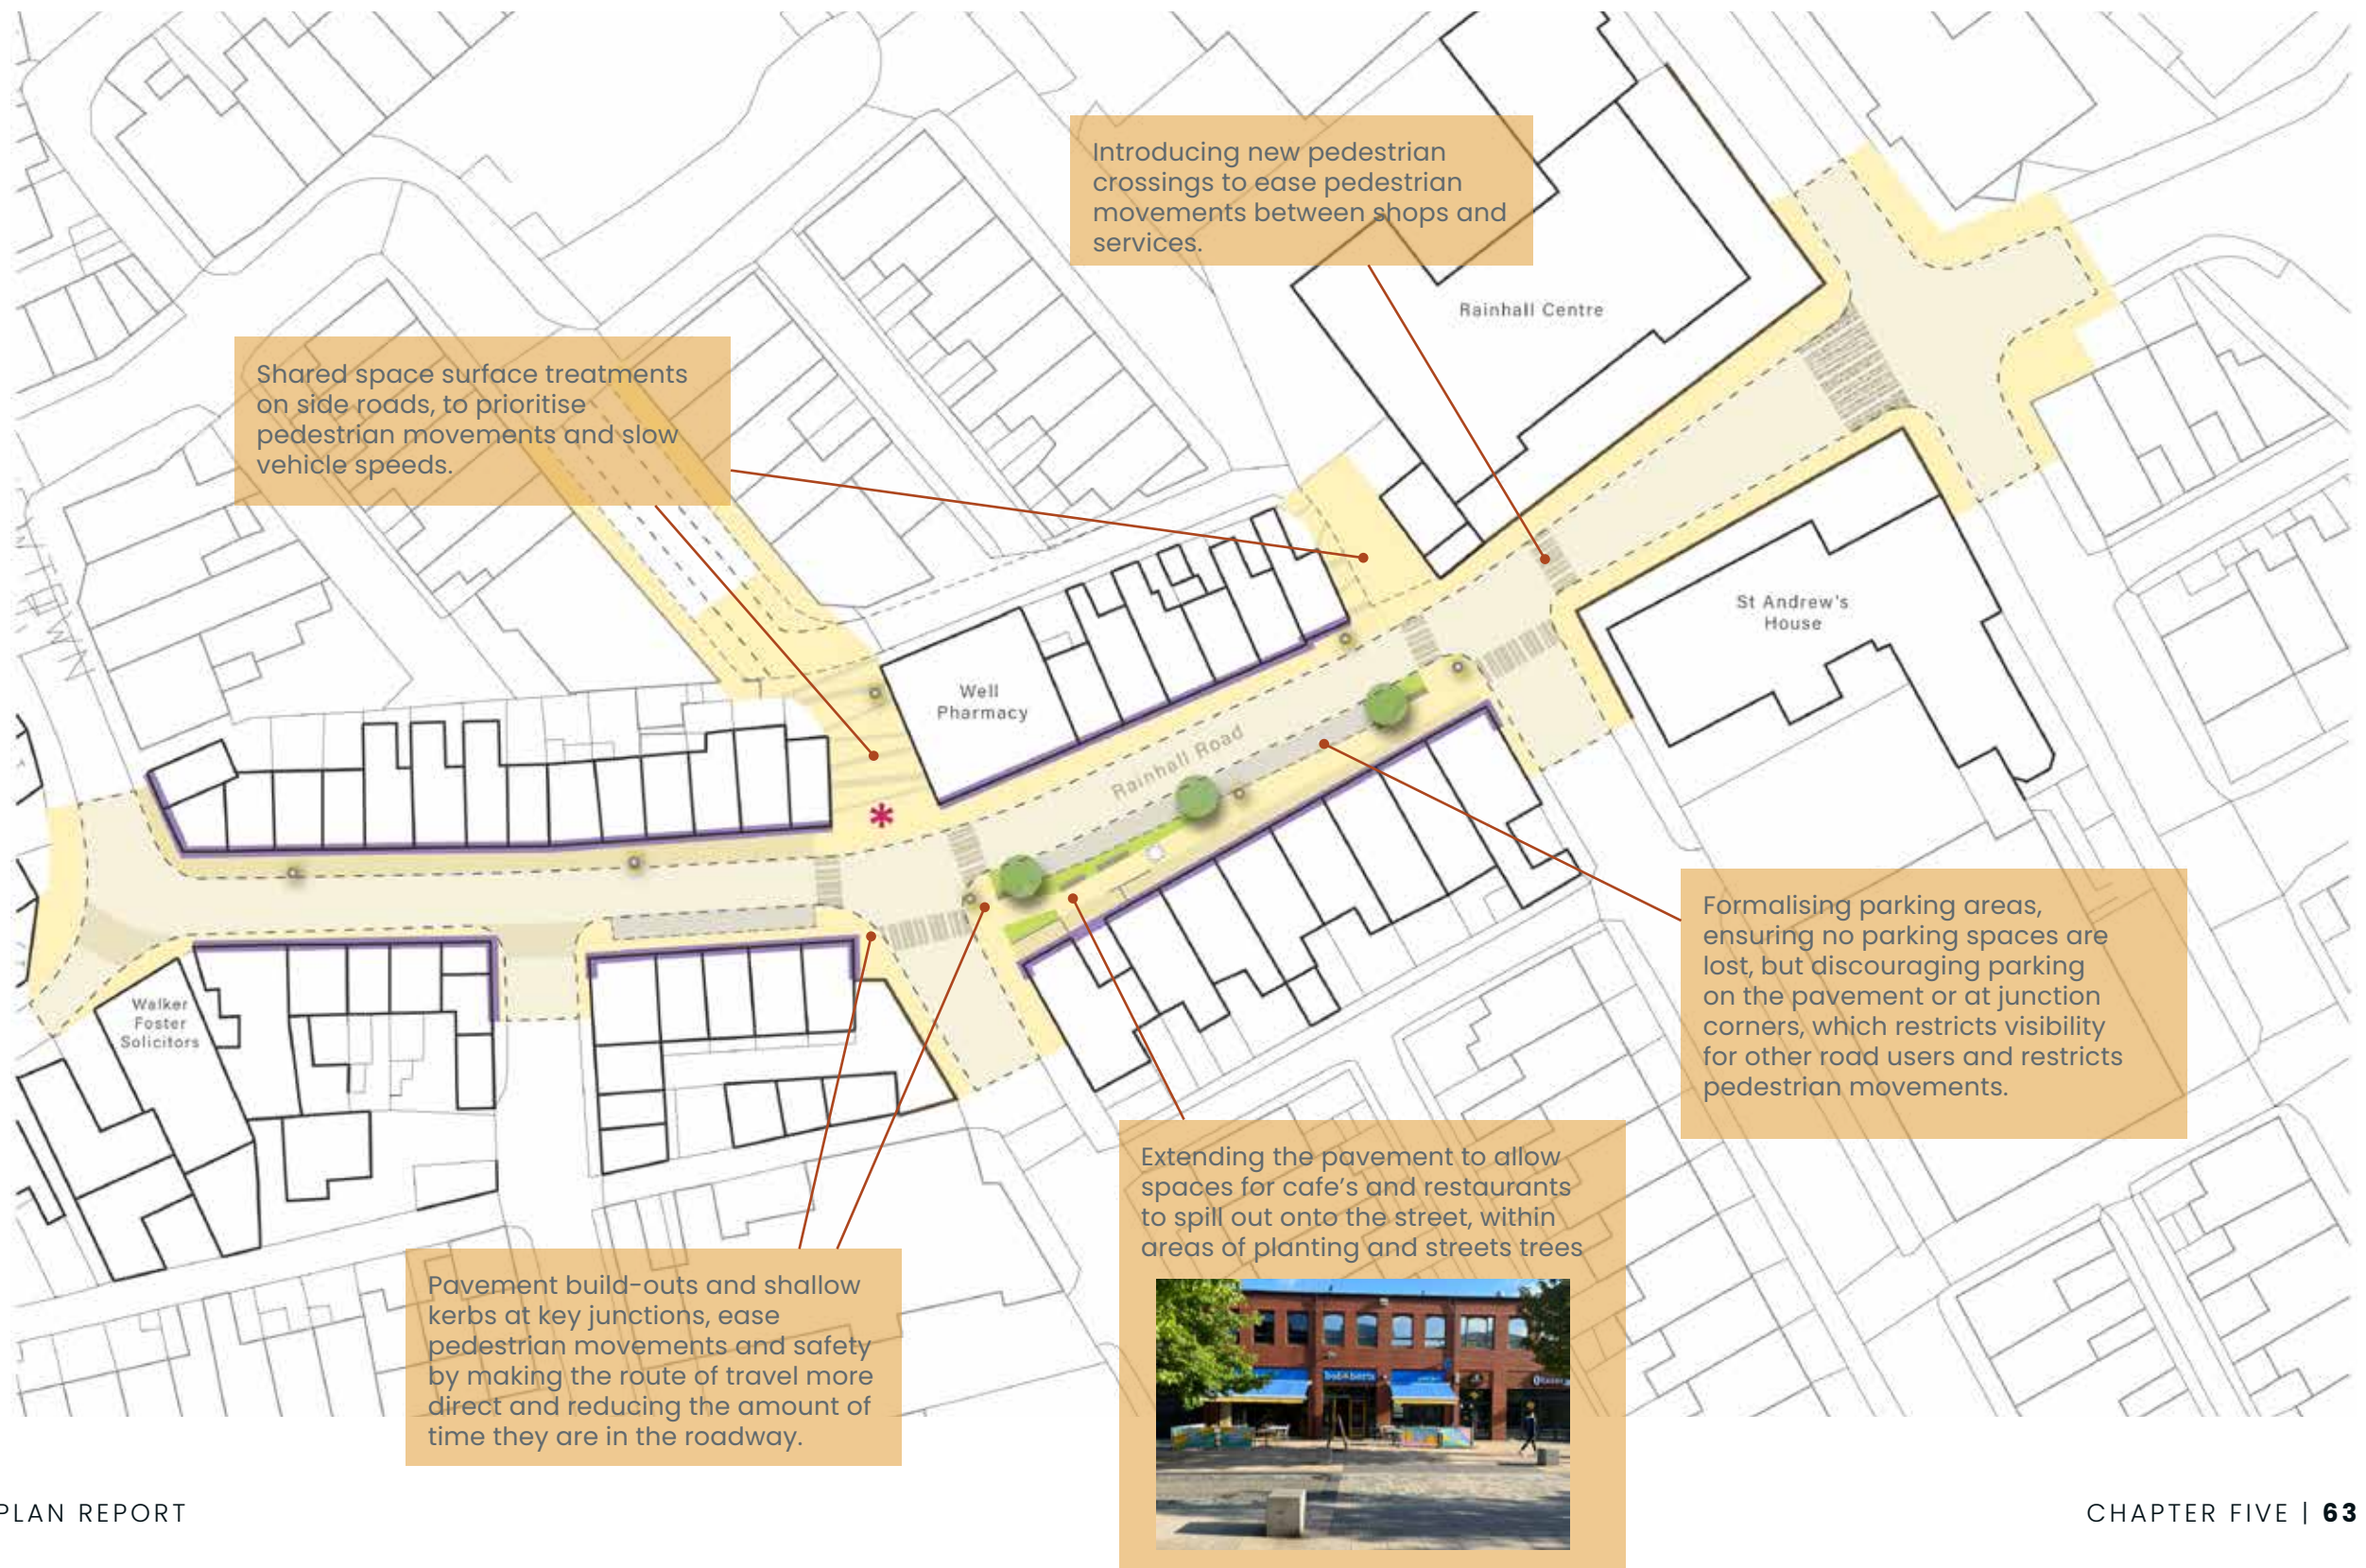 Introducing new pedestrian
crossings to ease pedestrian
movements between shops and
services.
Rainhall Centre
Shared space surface treatments
on side roads, to prioritise
pedestrian movements and slow
vehicle speeds.
St Andrew's
House
Well
Pharmacy
Rainhall Road
*
Walker
Foster
Solicitors
Formalising parking areas,
ensuring no parking spaces are
lost, but discouraging parking
on the pavement or at junction
corners, which restricts visibility
for other road users and restricts
pedestrian movements.
Extending the pavement to allow
spaces for cafe's and restaurants
to spill out onto the street, within
areas of planting and streets trees
Pavement build-outs and shallow
kerbs at key junctions, ease
pedestrian movements and safety
by making the route of travel more
direct and reducing the amount of
time they are in the roadway.
PLAN REPORT
CHAPTER FIVE | 63